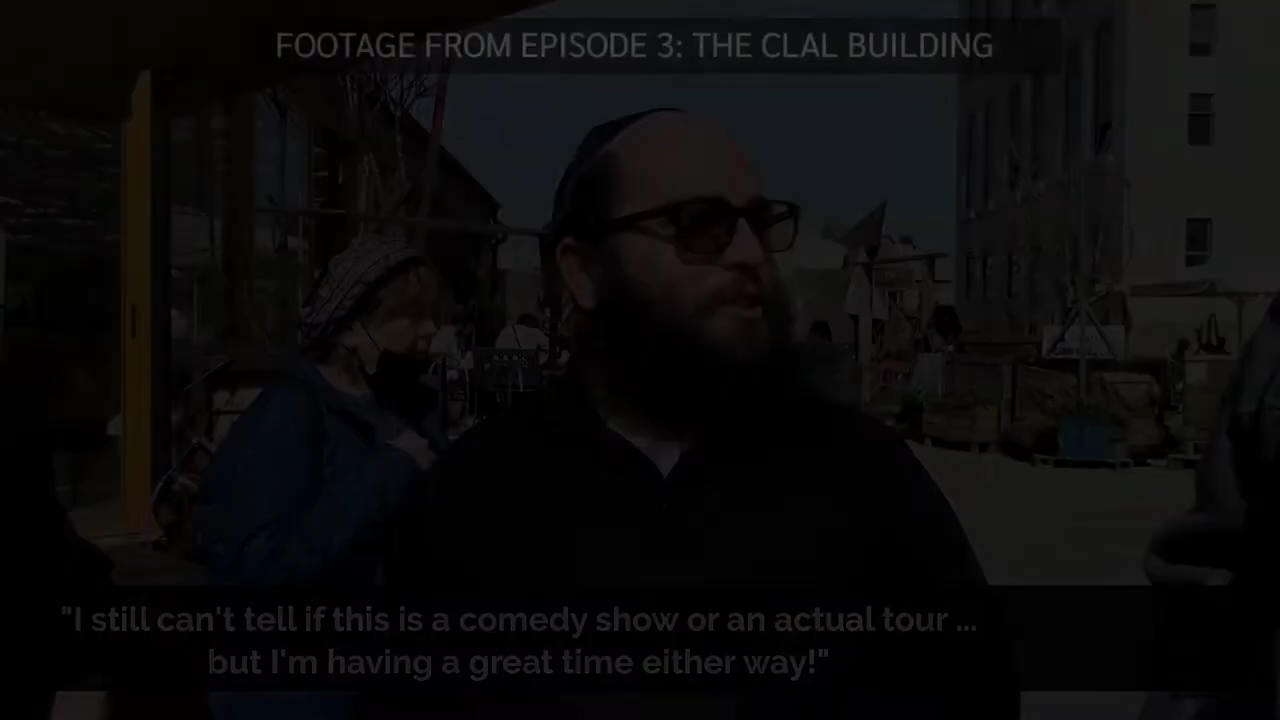 FOOTAGE FROM EPISODE 3: THE CLAL BUILDING
"I still can't tell if this is a comedy show or an actual tour ...
but I'm having a great time either way!"